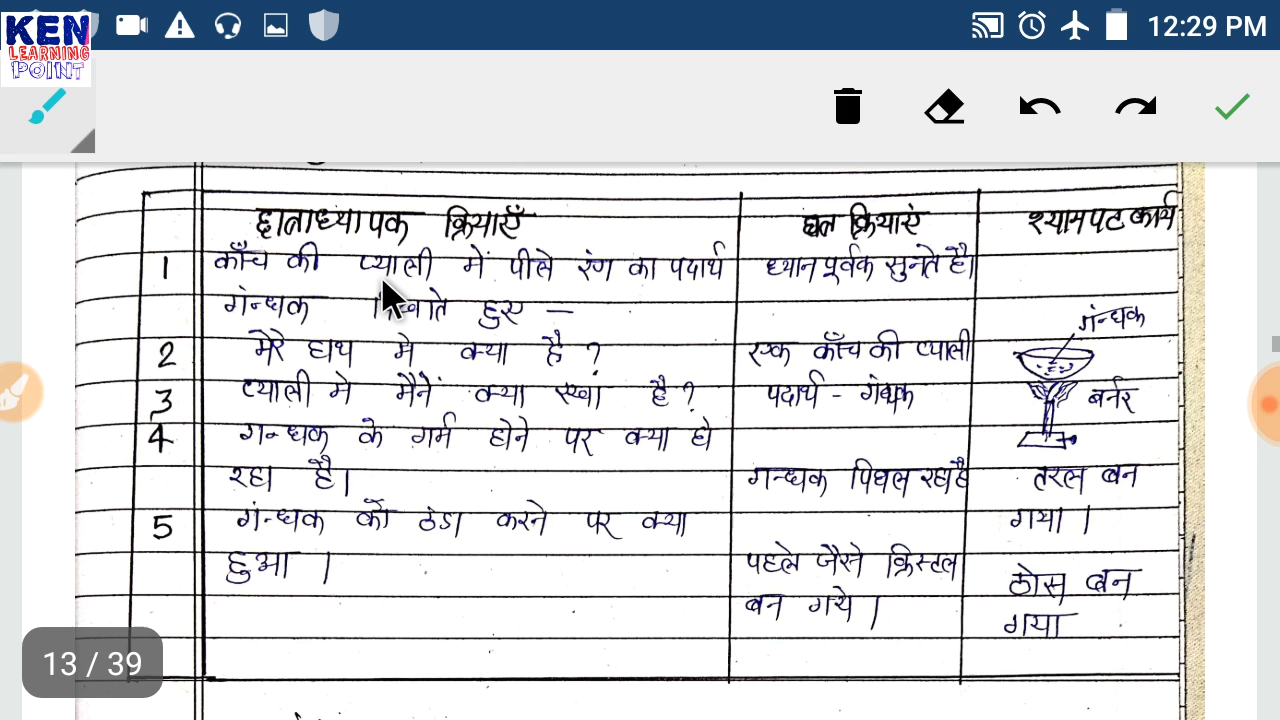 KEN
LEARNING
POINT
12:29 PM
छात्राध्यापक क्रियाएँ छात्र क्रियाएं श्यामपट कार्य
1 काँच की प्याली में पीले रंग का पदार्थ ध्यान पूर्वक सुनते है।
गन्धक हुए —
गंन्धक
2 मेरे हाथ मे क्या है ? एक काँच की प्याली
3 प्याली मे मैनें क्या रखा है ? पदार्थ - गंधक बर्नर
4 गन्धक के गर्म होने पर क्या हो
रहा है। गन्धक पिघल रहा है तरल बन
5 गंन्धक को ठंडा करने पर क्या गया ।
हुआ । पहले जैसे क्रिस्टल ठोस बन
बन गये । गया
13 / 39